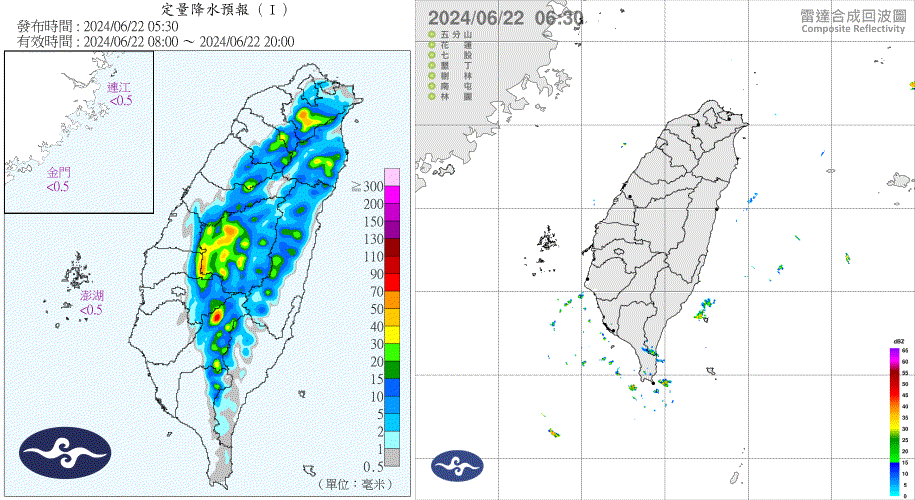 定量降水預報（Ｉ）
發布時間：2024/06/22 05:30
有效時間：2024/06/22 08:00 ～ 2024/06/22 20:00
連江
<0.5
金門
<0.5
澎湖
<0.5
≥
300
200
150
130
110
90
70
50
40
30
20
15
10
5
2
1
0.5
（單位：毫米）
2024/06/22 06:30
五分山
花蓮
七股
墾丁
樹林
南屯
林園
雷達合成回波圖
Composite Reflectivity
dBZ
65
60
55
50
45
40
35
30
25
20
15
10
5
0